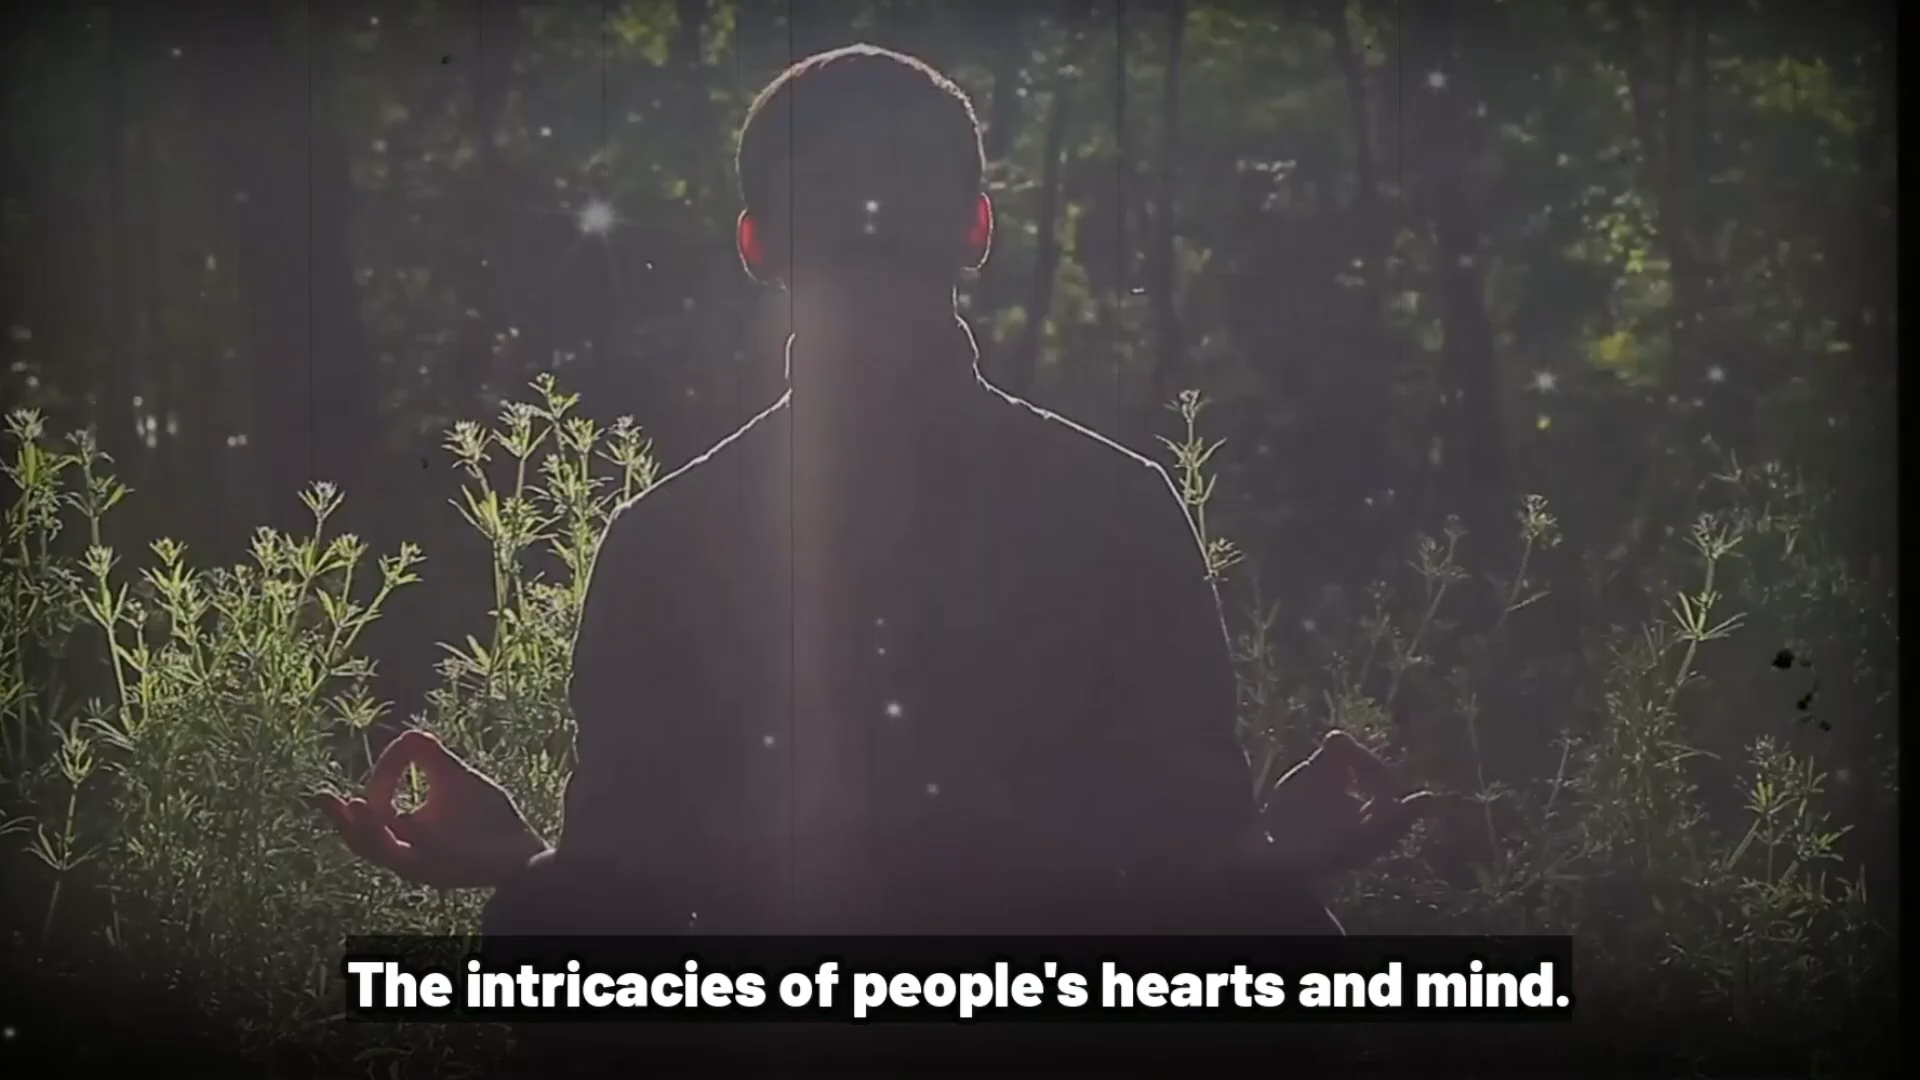 The intricacies of people's hearts and mind.